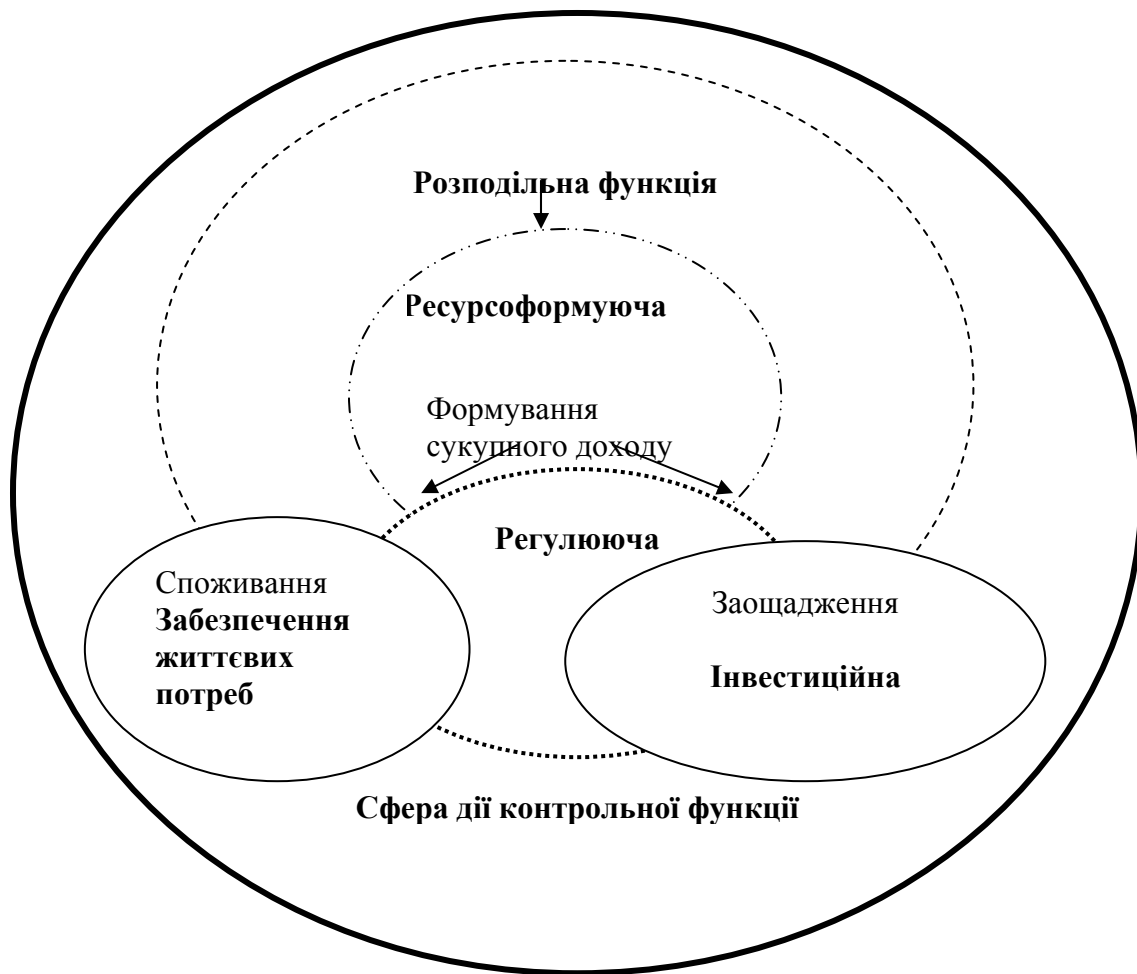 Розподільна функція
Ресурсоформуюча
Формування
сукупного доходу
Регулююча
Споживання
Забезпечення
життєвих
потреб
Заощадження
Інвестиційна
Сфера дії контрольної функції